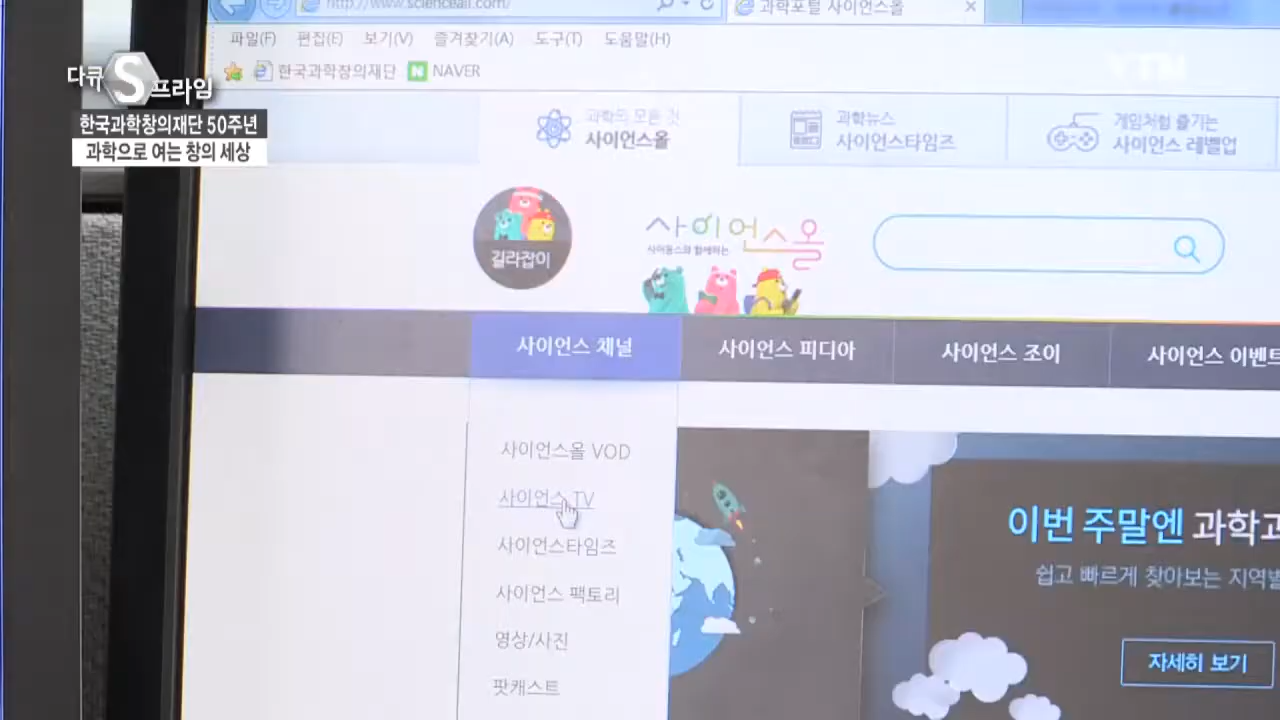 http://www.scienceall.com/
과학포털 사이언스올
파일(F) 편집(E) 보기(V) 즐겨찾기(A) 도구(T) 도움말(H)
한국과학창의재단 NAVER
YTN
다큐 S 프라임
한국과학창의재단 50주년
과학으로 여는 창의 세상
과학의 모든 것
사이언스올
과학뉴스
사이언스타임즈
게임처럼 즐기는
사이언스 레벨업
길라잡이
사이언스올
사이 채널 사이언스 피디아 사이언스 조이 사이언스 이벤트
사이언스올 VOD
사이언스 TV
사이언스타임즈
사이언스 팩토리
영상/사진
팟캐스트
이번 주말엔 과학고
쉽고 빠르게 찾아보는 지역별
자세히 보기